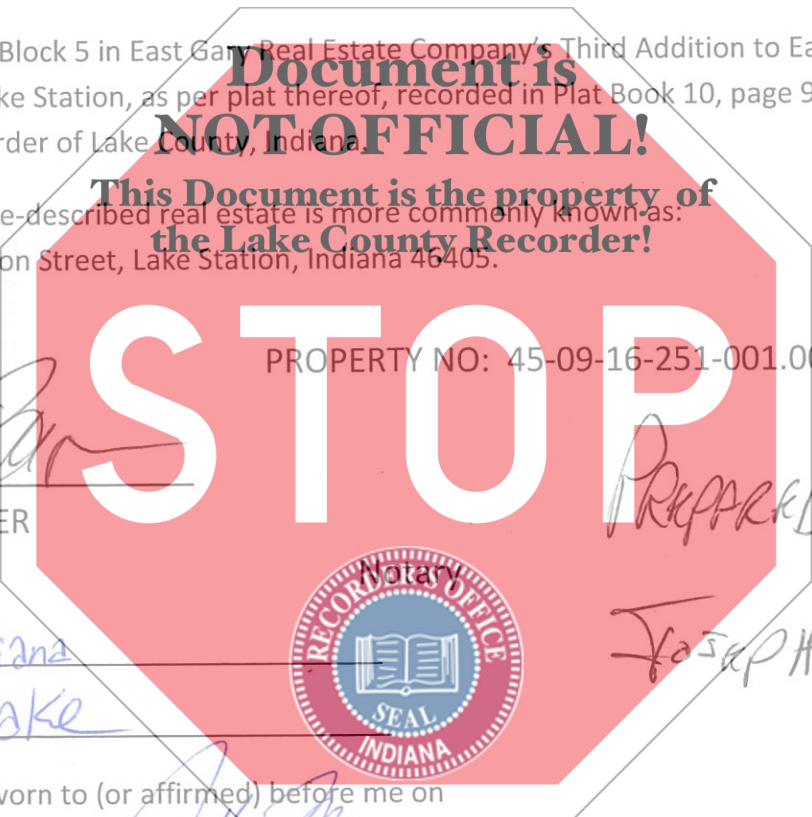 Block 5 in East Gary Real Estate Company's Third Addition to Ea
Document is
ke Station, as per plat thereof, recorded in Plat Book 10, page 9
NOT OFFICIAL!
rder of Lake County, Indiana.
This Document is the property of
e-described real estate is more commonly known as:
the Lake County Recorder!
on Street, Lake Station, Indiana 46405.
STOP
PROPERTY NO: 45-09-16-251-001.00
PREPARED
ER
Notary
RECORDER'S OFFICE
SEAL
INDIANA
iana
JOSEPH
ake
worn to (or affirmed) before me on